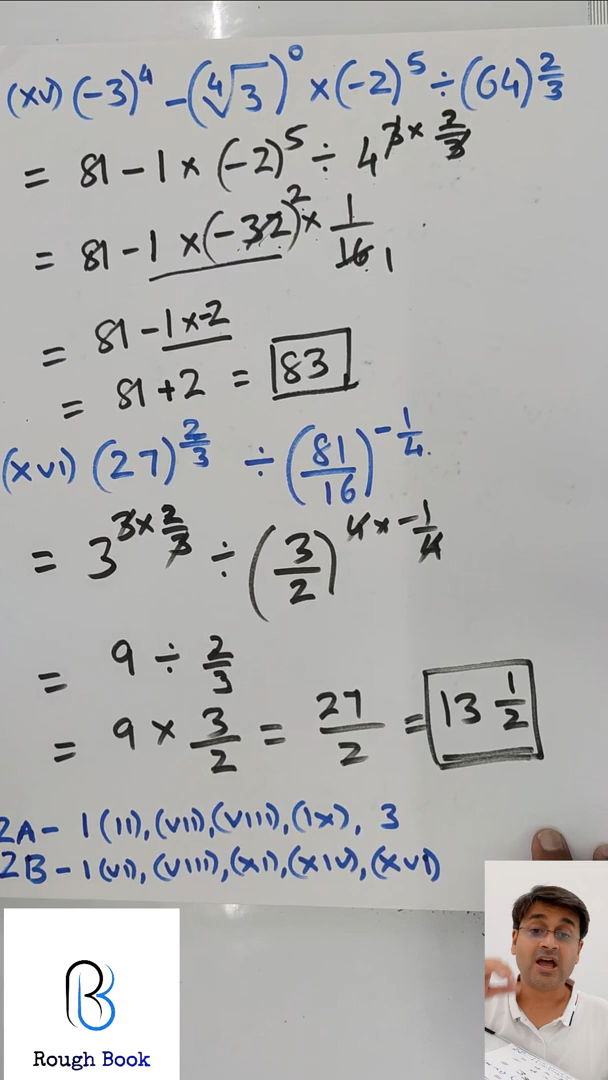 (xv) (-3)⁴ - (⁴√3)⁰ × (-2)⁵ ÷ (64)^(2/3)
= 81 - 1 × (-2)⁵ ÷ 4^(3 × 2/3)
= 81 - 1 × (-32)² × 1/16 1
= 81 - 1 x -2
= 81 + 2 = 83
(xvi) (27)^(2/3) ÷ (81/16)^(-1/4)
= 3^(3 × 2/3) ÷ (3/2)^(4 × -1/4)
= 9 ÷ 2/3
= 9 × 3/2 = 27/2 = 13 1/2
2A - 1(ii), (vii), (viii), (ix), 3
2B - 1(vi), (viii), (xi), (xiv), (xvi)
B
Rough Book